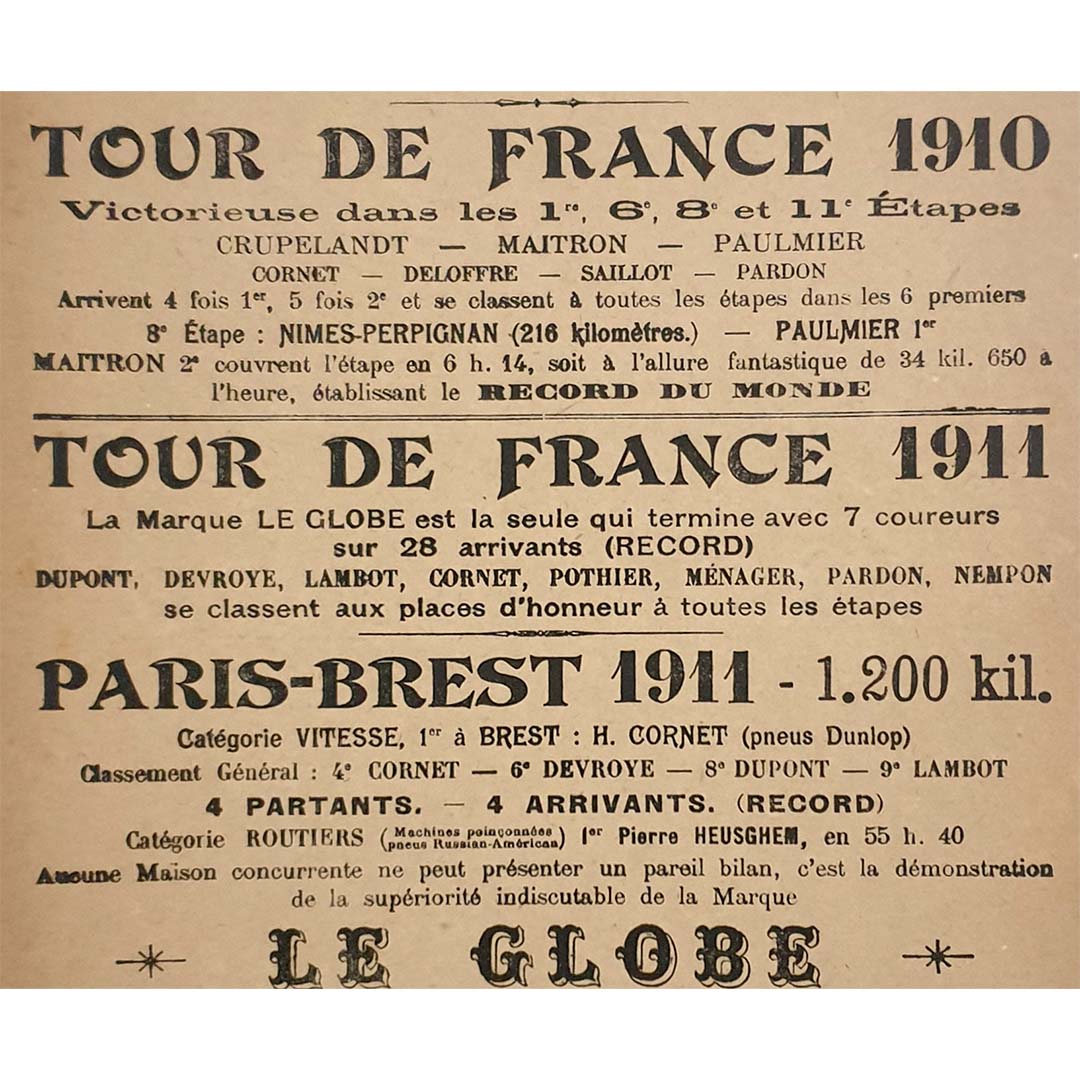 TOUR DE FRANCE 1910
Victorieuse dans les 1re, 6e, 8e et 11e Étapes
CRUPELANDT — MAITRON — PAULMIER
CORNET — DELOFFRE — SAILLOT — PARDON
Arrivent 4 fois 1er, 5 fois 2e et se classent à toutes les étapes dans les 6 premiers
8e Étape : NIMES-PERPIGNAN (216 kilomètres.) — PAULMIER 1er
MAITRON 2e couvrent l'étape en 6 h. 14, soit à l'allure fantastique de 34 kil. 650 à
l'heure, établissant le RECORD DU MONDE
TOUR DE FRANCE 1911
La Marque LE GLOBE est la seule qui termine avec 7 coureurs
sur 28 arrivants (RECORD)
DUPONT, DEVROYE, LAMBOT, CORNET, POTHIER, MÉNAGER, PARDON, NEMPON
se classent aux places d'honneur à toutes les étapes
PARIS-BREST 1911 - 1.200 kil.
Catégorie VITESSE, 1er à BREST : H. CORNET (pneus Dunlop)
Classement Général : 4e CORNET — 6e DEVROYE — 8e DUPONT — 9e LAMBOT
4 PARTANTS. — 4 ARRIVANTS. (RECORD)
Catégorie ROUTIERS (Machines poinçonnées pneus Russian-Américan) 1er Pierre HEUSGHEM, en 55 h. 40
Aucune Maison concurrente ne peut présenter un pareil bilan, c'est la démonstration
de la supériorité indiscutable de la Marque
LE GLOBE